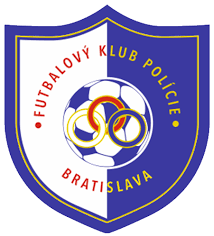 • FUTBALOVÝ KLUB POLÍCIE •
BRATISLAVA